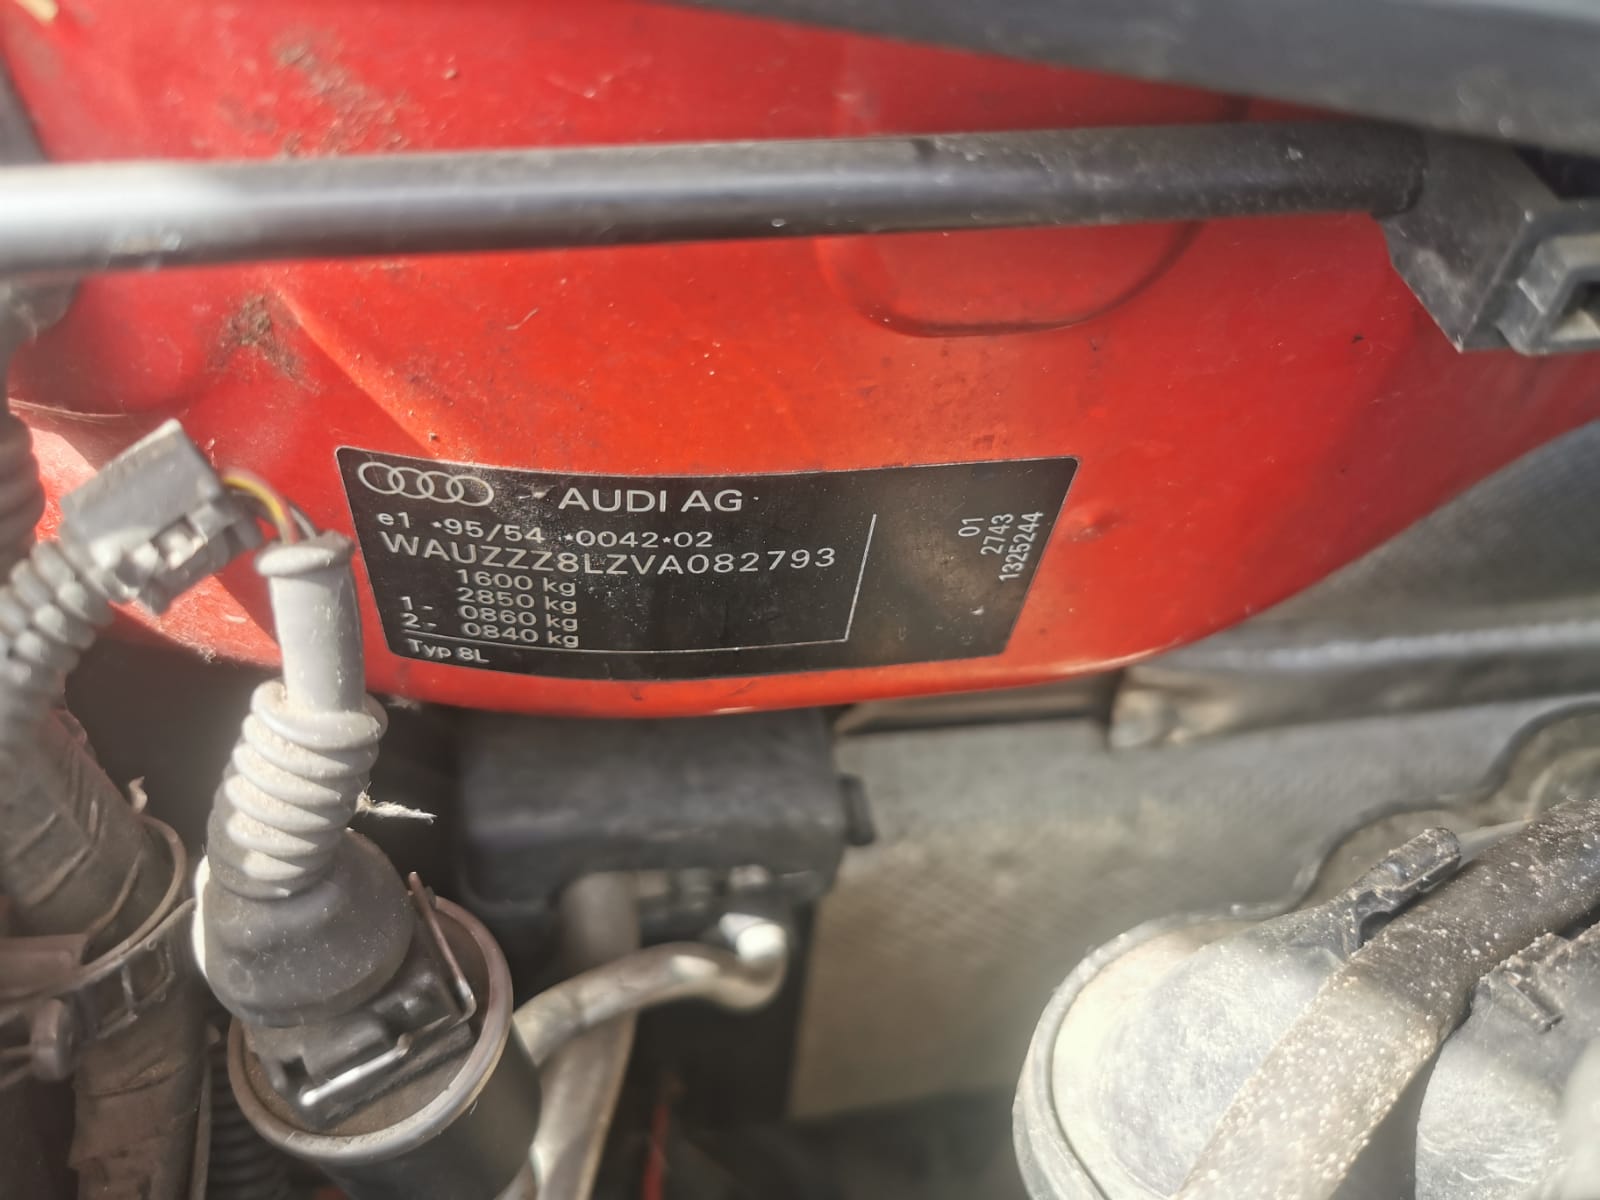 AUDI AG
e1 *95/54 *0042*02
WAUZZZ8LZVA082793
1600 kg
2850 kg
1- 0860 kg
2- 0840 kg
Typ 8L
01
2743
1325244